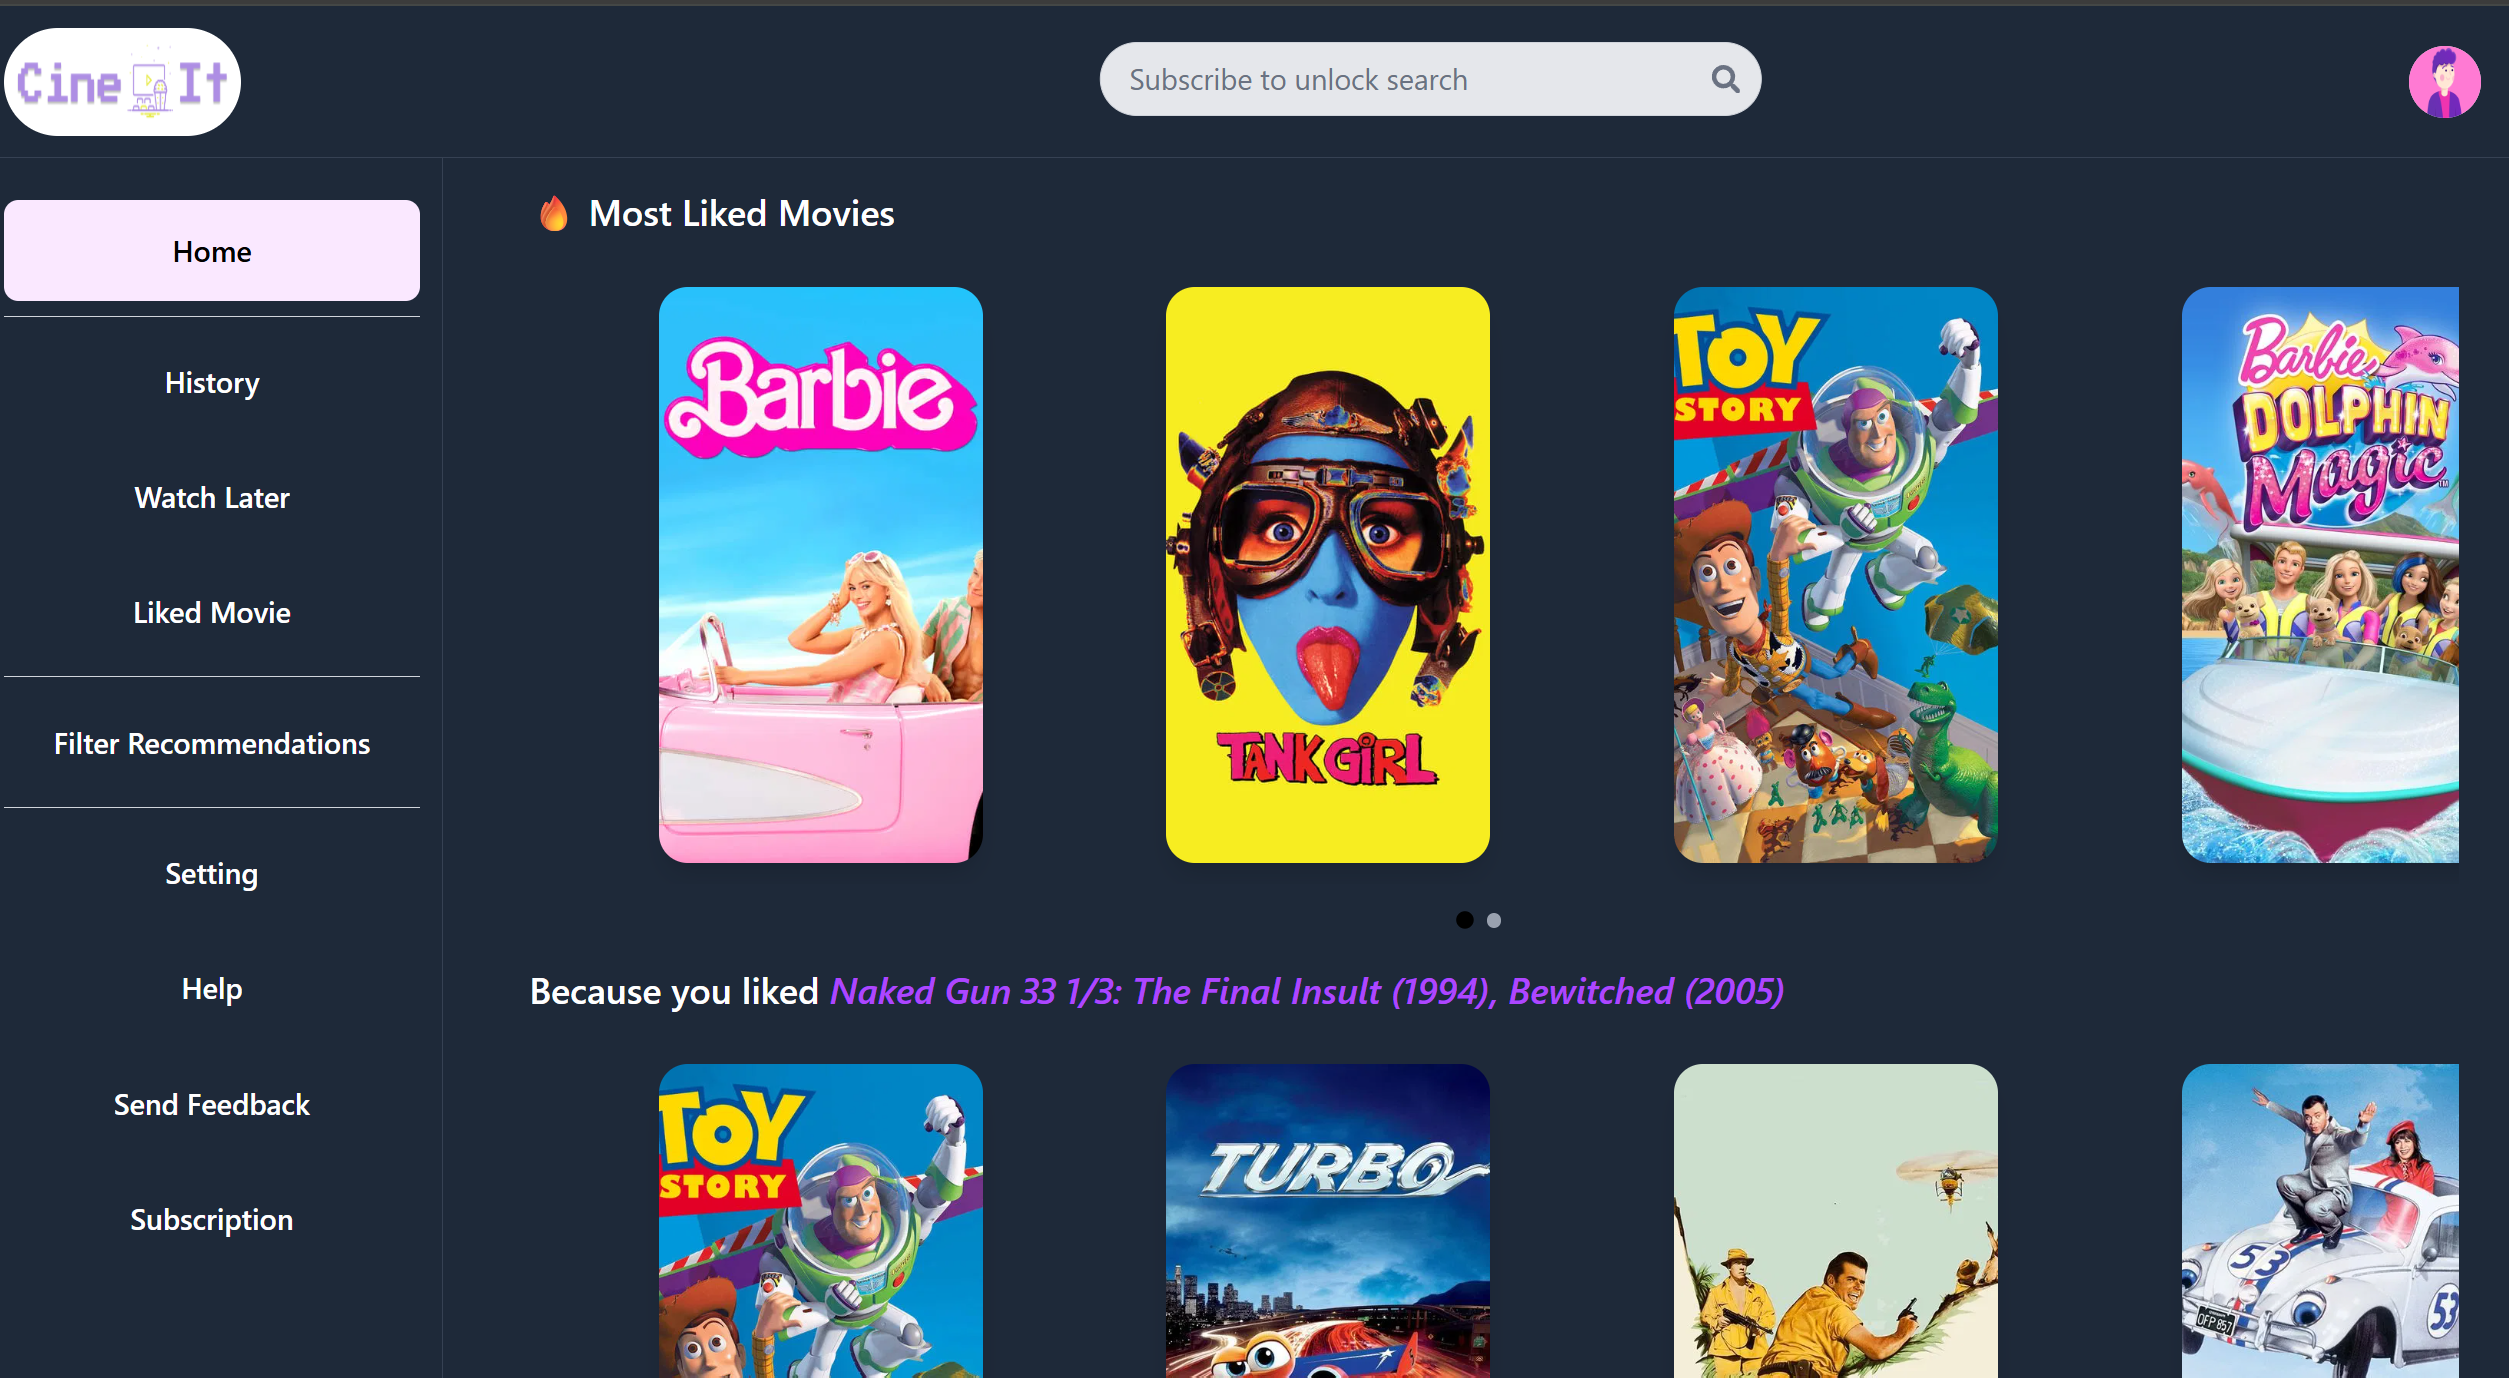 Cine It
Subscribe to unlock search
Home
History
Watch Later
Liked Movie
Filter Recommendations
Setting
Help
Send Feedback
Subscription
🔥 Most Liked Movies
Barbie
TANK GiRL
TOY
STORY
Barbie
DOLPHIN
Magic™
Because you liked Naked Gun 33 1/3: The Final Insult (1994), Bewitched (2005)
TOY
STORY
TURBO
53
53
OFP 857